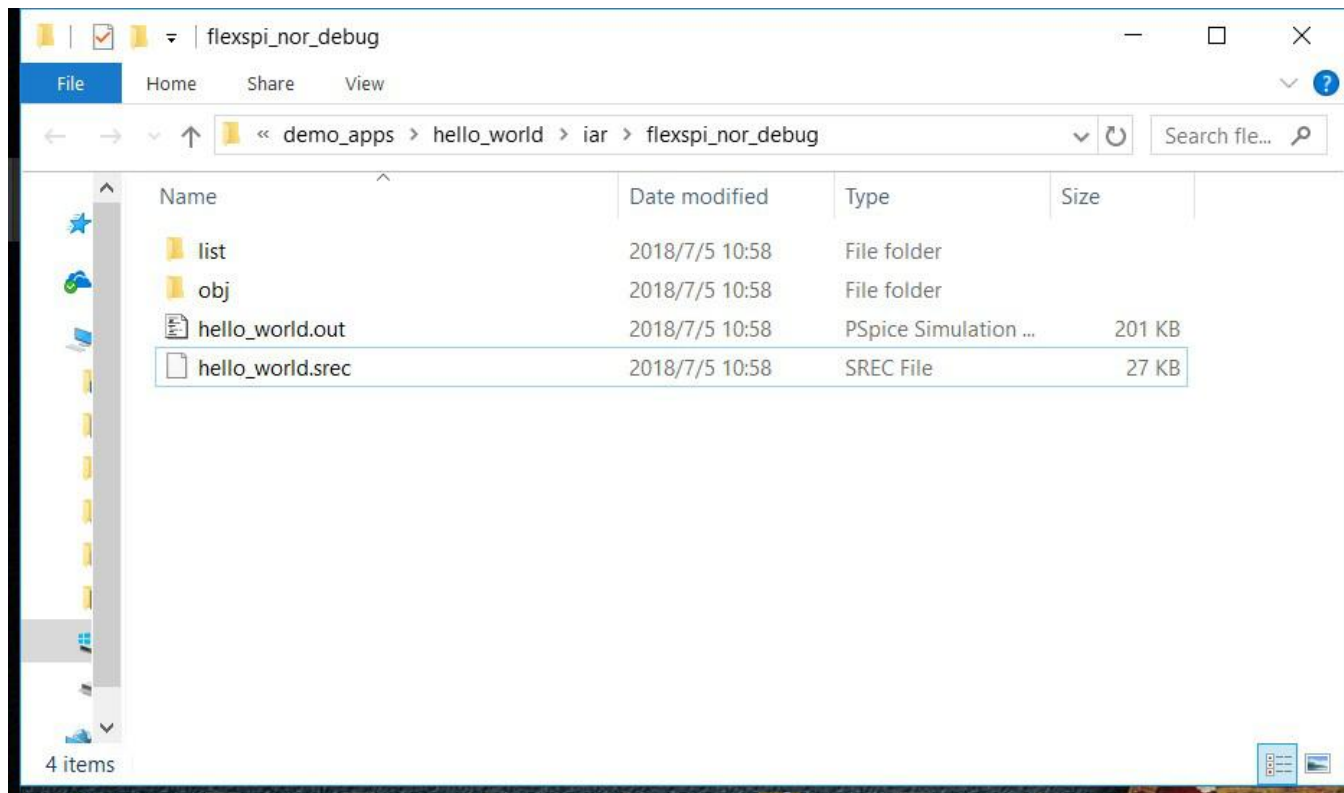 flexspi_nor_debug
File Home Share View
« demo_apps > hello_world > iar > flexspi_nor_debug Search fle...
Name Date modified Type Size
list 2018/7/5 10:58 File folder
obj 2018/7/5 10:58 File folder
hello_world.out 2018/7/5 10:58 PSpice Simulation ... 201 KB
hello_world.srec 2018/7/5 10:58 SREC File 27 KB
4 items